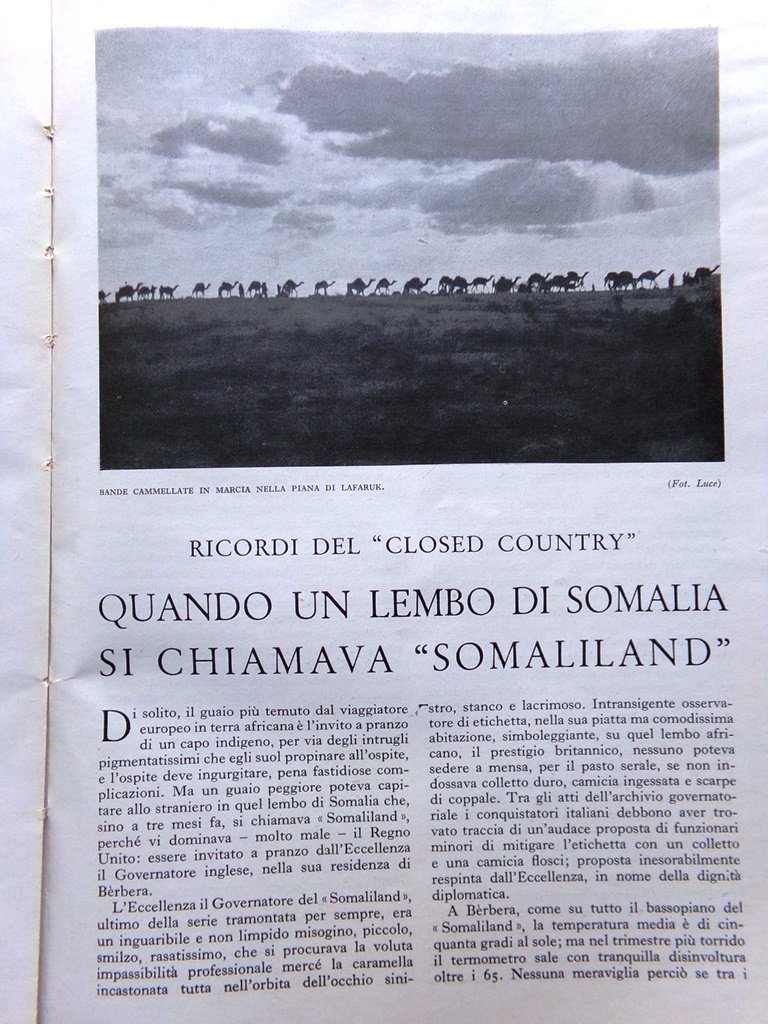 BANDE CAMMELLATE IN MARCIA NELLA PIANA DI LAFARUK.
(Fot. Luce)
RICORDI DEL “CLOSED COUNTRY”
QUANDO UN LEMBO DI SOMALIA
SI CHIAMAVA “SOMALILAND”
Di solito, il guaio più temuto dal viaggiatore
europeo in terra africana è l’invito a pranzo
di un capo indigeno, per via degli intrugli
pigmentatissimi che egli suol propinare all’ospite,
e l’ospite deve ingurgitare, pena fastidiose com-
plicazioni. Ma un guaio peggiore poteva capi-
tare allo straniero in quel lembo di Somalia che,
sino a tre mesi fa, si chiamava «Somaliland»,
perché vi dominava – molto male – il Regno
Unito: essere invitato a pranzo dall’Eccellenza
il Governatore inglese, nella sua residenza di
Bèrbera.
L’Eccellenza il Governatore del «Somaliland»,
ultimo della serie tramontata per sempre, era
un inguaribile e non limpido misogino, piccolo,
smilzo, rasatissimo, che si procurava la voluta
impassibilità professionale mercé la caramella
incastonata tutta nell’orbita dell’occhio sini-
stro, stanco e lacrimoso. Intransigente osserva-
tore di etichetta, nella sua piatta ma comodissima
abitazione, simboleggiante, su quel lembo afri-
cano, il prestigio britannico, nessuno poteva
sedere a mensa, per il pasto serale, se non in-
dossava colletto duro, camicia ingessata e scarpe
di coppale. Tra gli atti dell’archivio governato-
riale i conquistatori italiani debbono aver tro-
vato traccia di un’audace proposta di funzionari
minori di mitigare l’etichetta con un colletto
e una camicia flosci; proposta inesorabilmente
respinta dall’Eccellenza, in nome della dignità
diplomatica.
A Bèrbera, come su tutto il bassopiano del
«Somaliland», la temperatura media è di cin-
quanta gradi al sole; ma nel trimestre più torrido
il termometro sale con tranquilla disinvoltura
oltre i 65. Nessuna meraviglia perciò se tra i